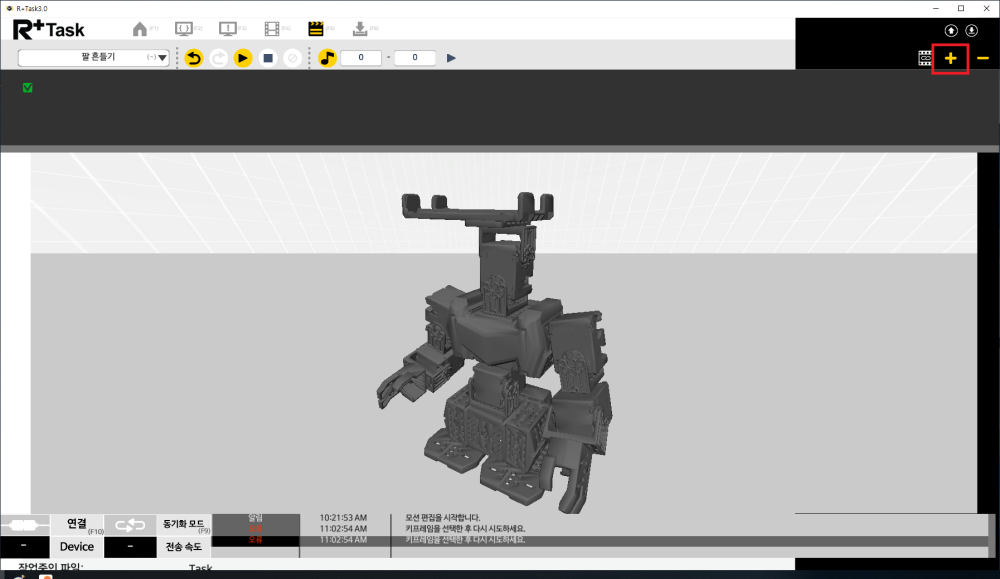 R+Task3.0
R+Task
(F1)
(F2)
(F3)
(F4)
(F5)
(F6)
팔 흔들기 (-)
0 - 0
연결 (F10)
동기화 모드 (F9)
- Device - 전송 속도
알림 10:21:53 AM 모션 편집을 시작합니다.
11:02:54 AM 키프레임을 선택한 후 다시 시도하세요.
오류 11:02:54 AM 키프레임을 선택한 후 다시 시도하세요.
작업중인 파일: Task